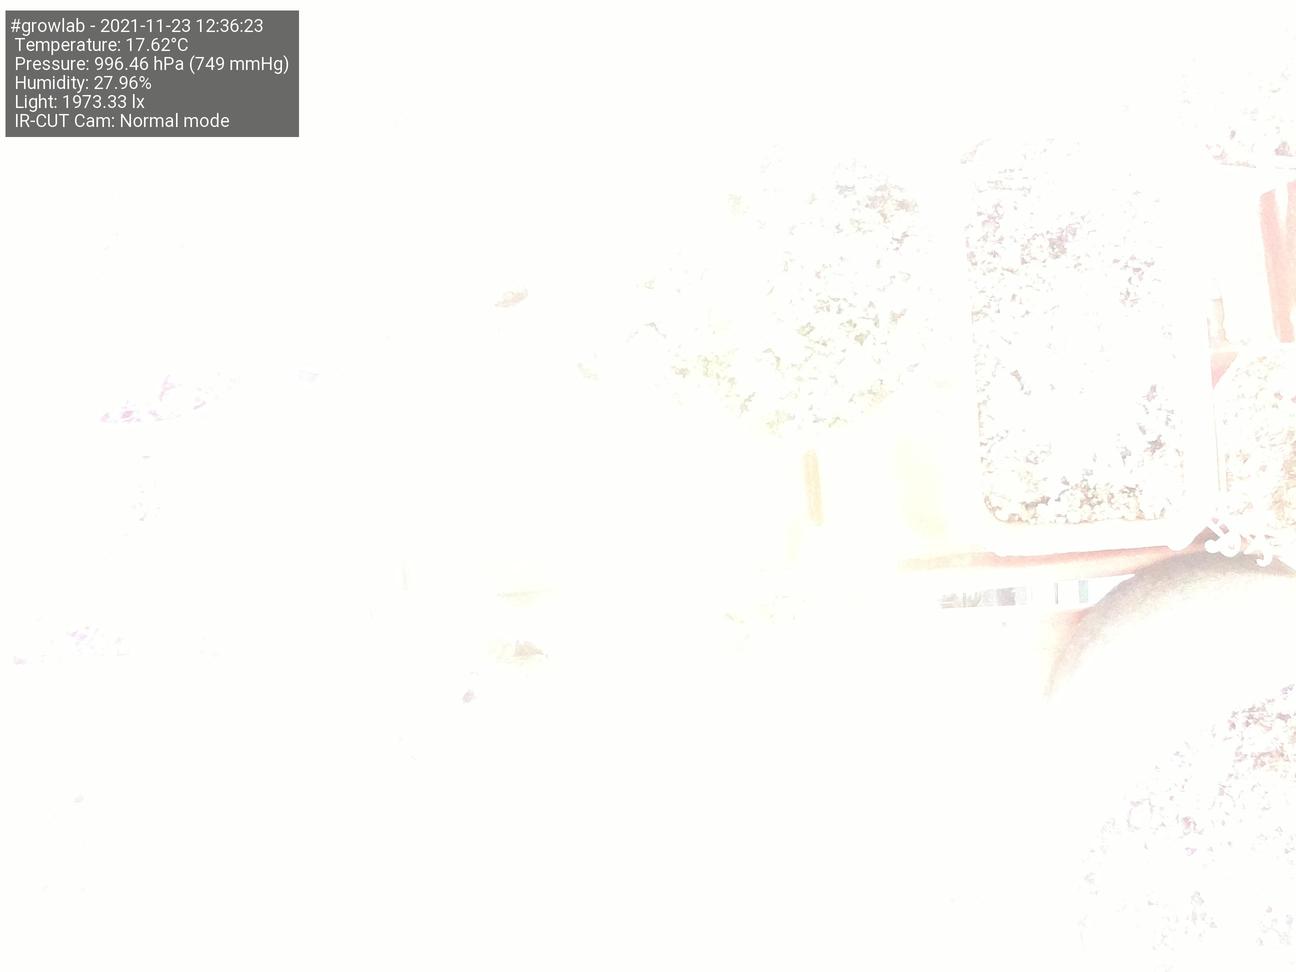 #growlab - 2021-11-23 12:36:23
Temperature: 17.62°C
Pressure: 996.46 hPa (749 mmHg)
Humidity: 27.96%
Light: 1973.33 lx
IR-CUT Cam: Normal mode